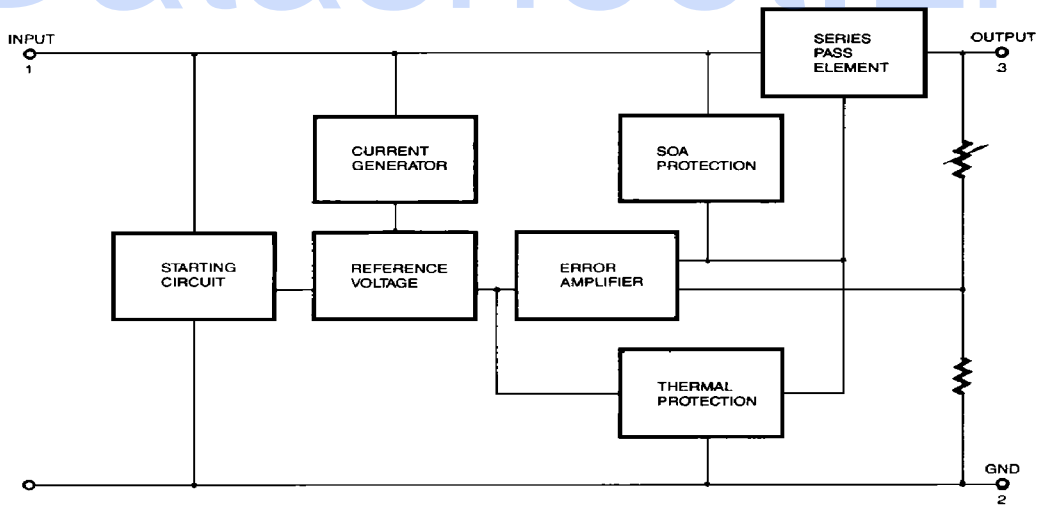 INPUT
1
SERIES
PASS
ELEMENT
OUTPUT
3
CURRENT
GENERATOR
SOA
PROTECTION
STARTING
CIRCUIT
REFERENCE
VOLTAGE
ERROR
AMPLIFIER
THERMAL
PROTECTION
GND
2